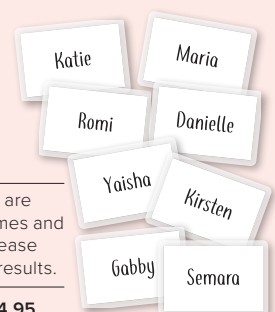 Katie
Maria
Romi
Danielle
Yaisha
Kirsten
Gabby
Semara
are
mes and
ease
results.
4.95